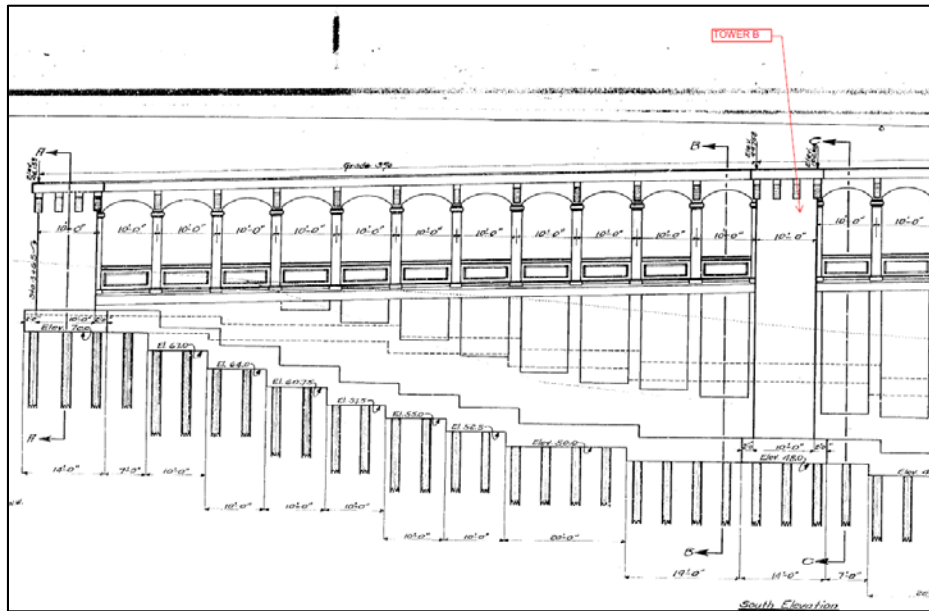 TOWER B
A
B
C
Grade 3%
10'-0" 10'-0" 10'-0" 10'-0" 10'-0" 10'-0" 10'-0" 10'-0" 10'-0" 10'-0" 10'-0" 10'-0" 10'-0" 10'-0"
10'-0"
Elev. 70.0
El. 67.0
El. 64.0
El. 60.75
El. 57.5
El. 55.0
El. 52.5
Elev. 50.0
10'-0"
Elev. 48.0
Elev. 4
A
14'-0" 7'-0" 10'-0"
10'-0" 10'-0" 10'-0"
10'-0" 10'-0" 20'-0"
B
C
19'-0" 14'-0" 7'-0"
South Elevation